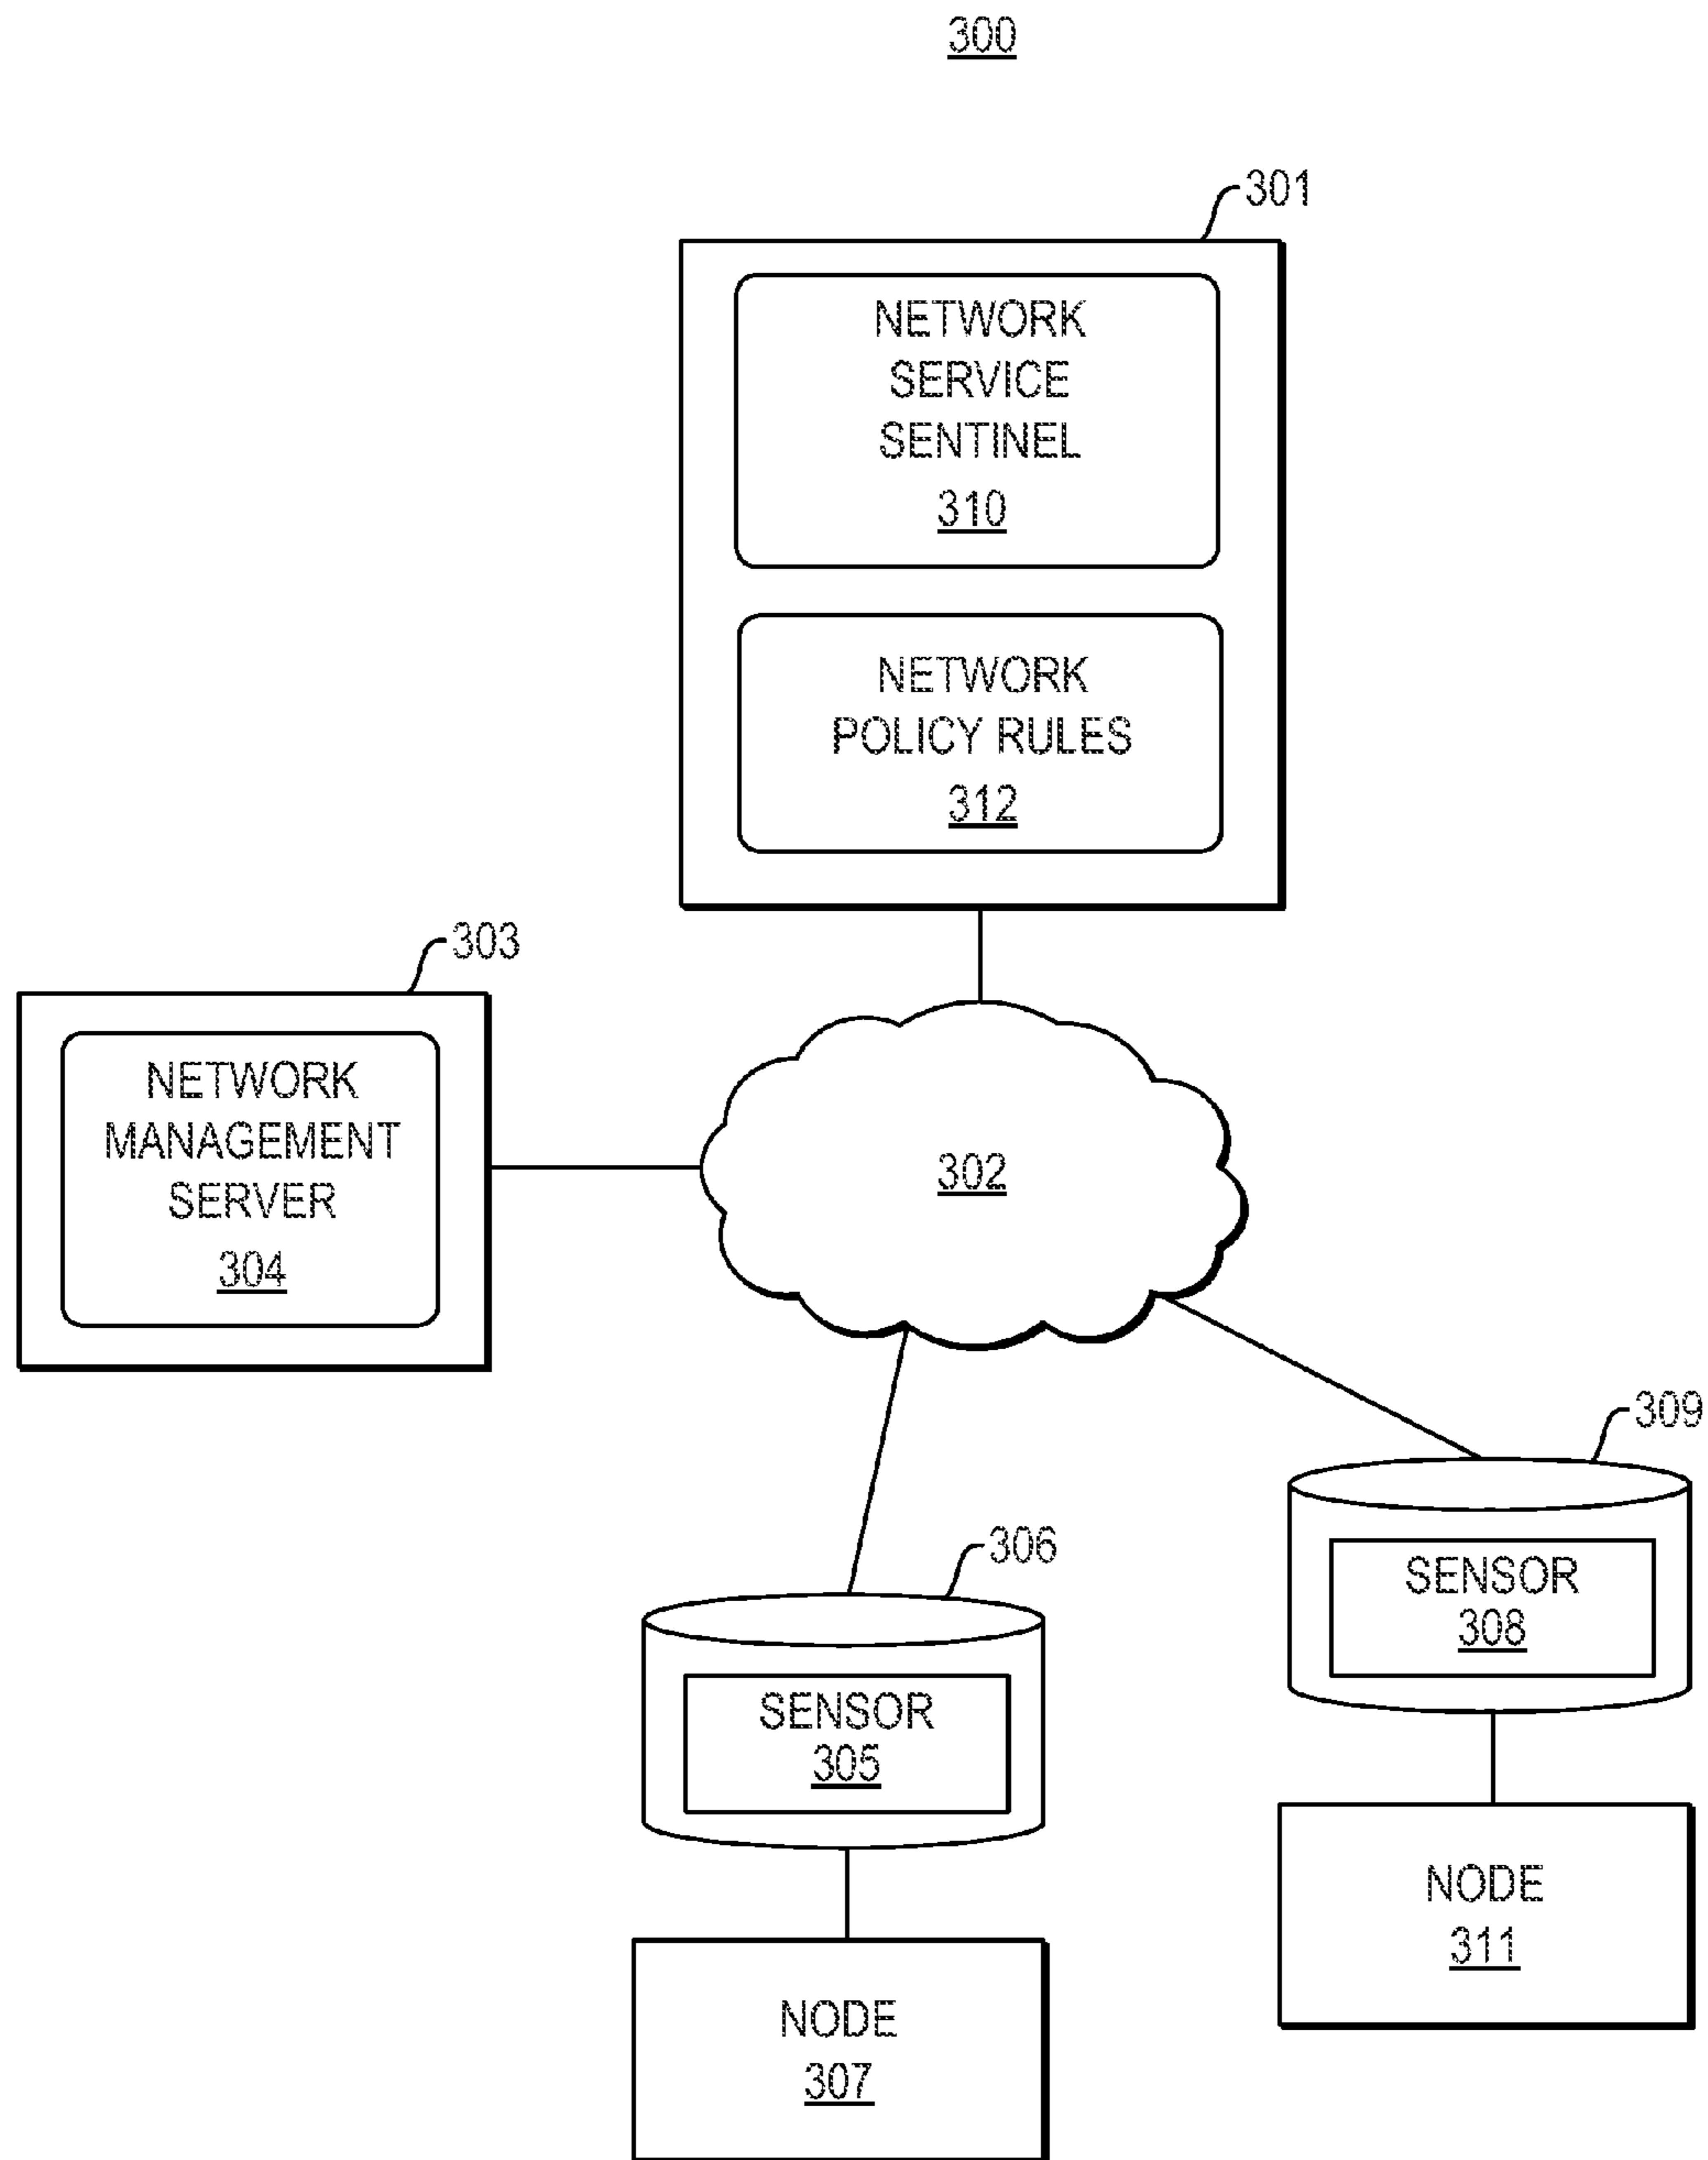 300
301
NETWORK
SERVICE
SENTINEL
310
NETWORK
POLICY RULES
312
303
NETWORK
MANAGEMENT
SERVER
304
302
309
SENSOR
308
306
SENSOR
305
NODE
311
NODE
307